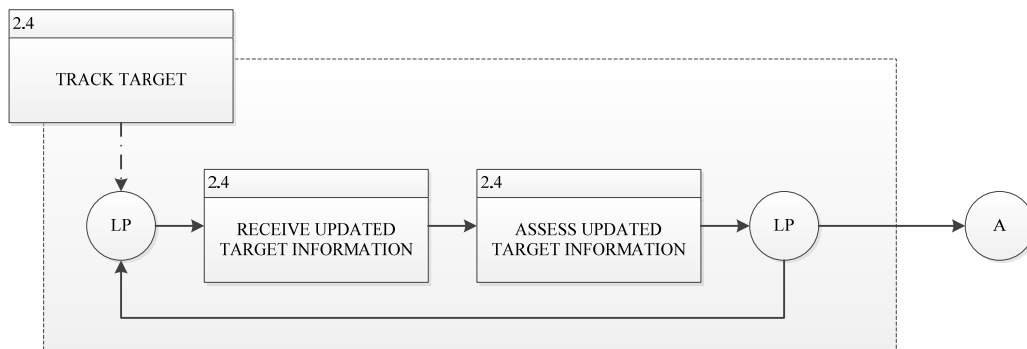 2.4
TRACK TARGET
2.4
2.4
LP
RECEIVE UPDATED
TARGET INFORMATION
ASSESS UPDATED
TARGET INFORMATION
LP
A